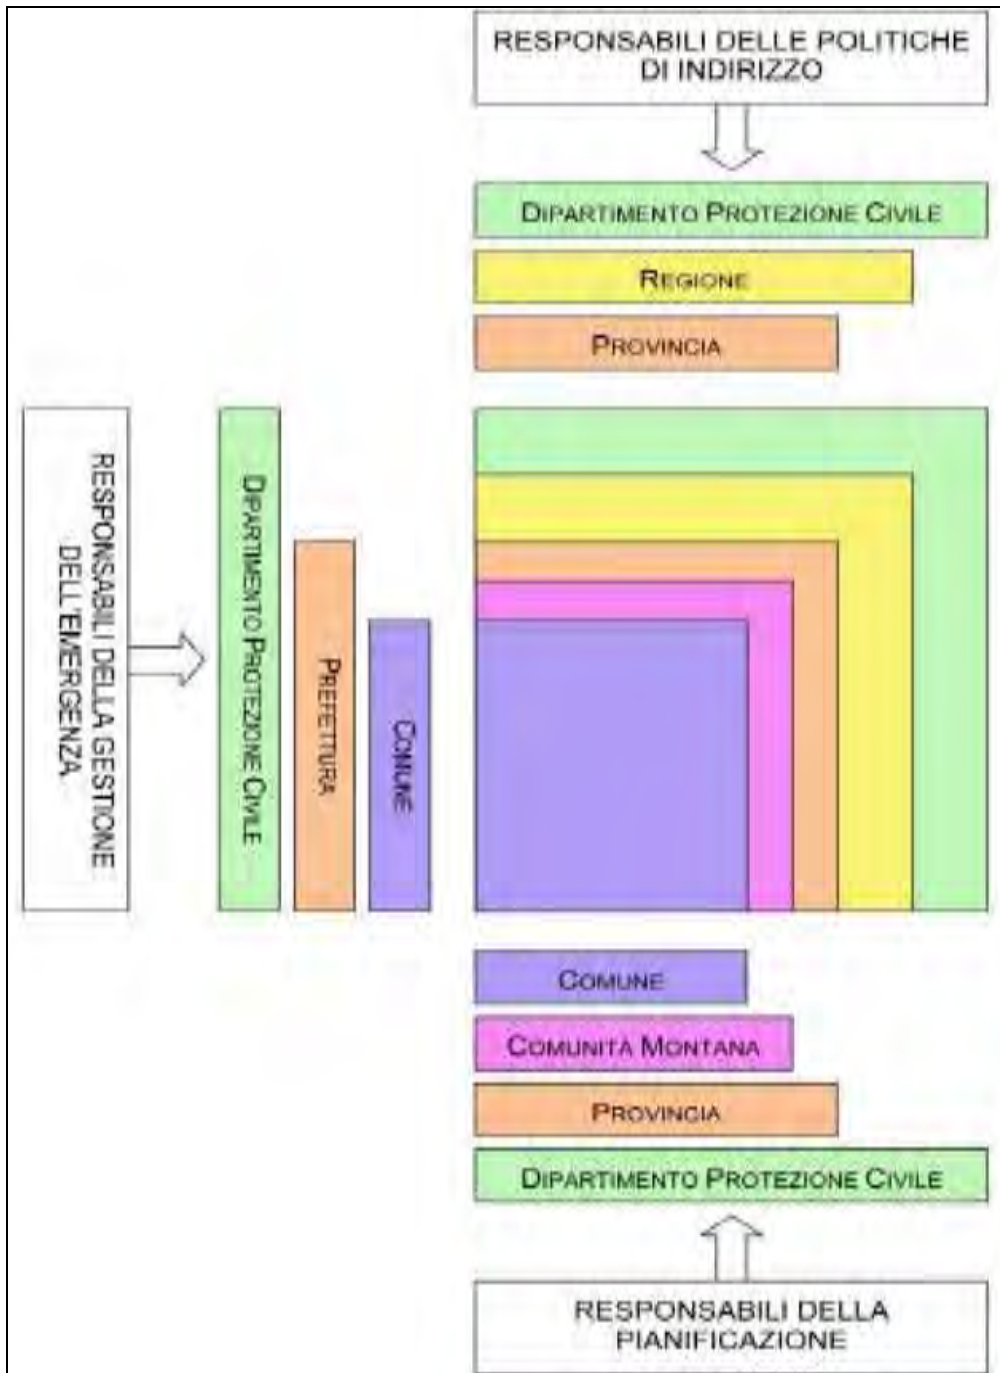 RESPONSABILI DELLE POLITICHE
DI INDIRIZZO
DIPARTIMENTO PROTEZIONE CIVILE
REGIONE
PROVINCIA
RESPONSABILI DELLA GESTIONE
DELL'EMERGENZA
DIPARTIMENTO PROTEZIONE CIVILE
PREFETTURA
COMUNE
COMUNE
COMUNITÀ MONTANA
PROVINCIA
DIPARTIMENTO PROTEZIONE CIVILE
RESPONSABILI DELLA
PIANIFICAZIONE